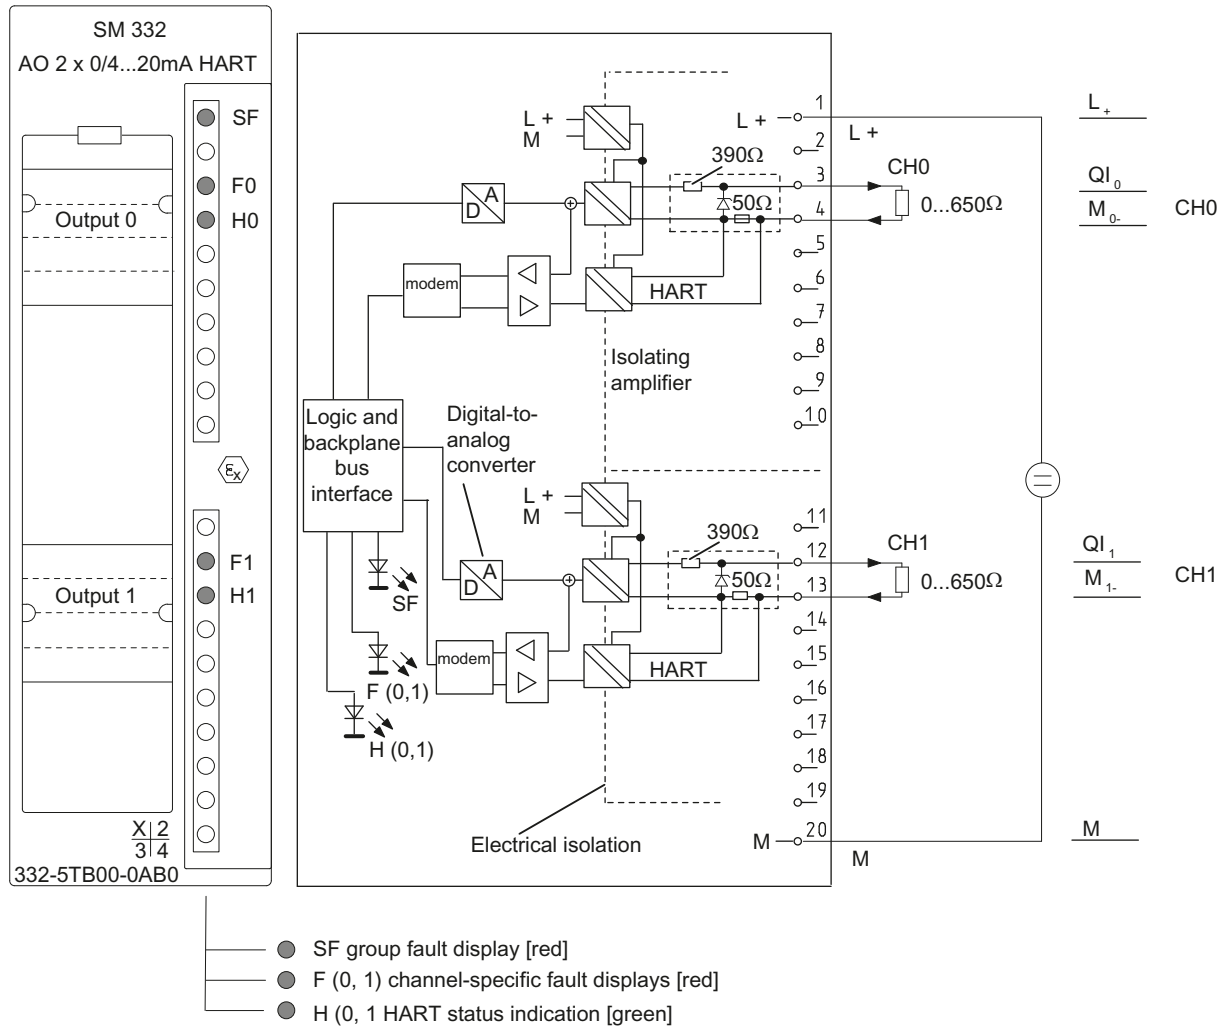 SM 332
AO 2 x 0/4...20mA HART
SF
F0
H0
Output 0
εx
F1
H1
Output 1
X 2
3 4
332-5TB00-0AB0
L +
M
390Ω
50Ω
D A
modem
HART
Isolating
amplifier
Logic and
backplane
bus
interface
Digital-to-
analog
converter
L +
M
390Ω
50Ω
D A
modem
HART
SF
F (0,1)
H (0,1)
Electrical isolation
L +
1
L +
2
3
4
5
6
7
8
9
10
11
12
13
14
15
16
17
18
19
M
20
M
CH0
0...650Ω
CH1
0...650Ω
L+
QI0
M0-
CH0
QI1
M1-
CH1
M
SF group fault display [red]
F (0, 1) channel-specific fault displays [red]
H (0, 1 HART status indication [green]